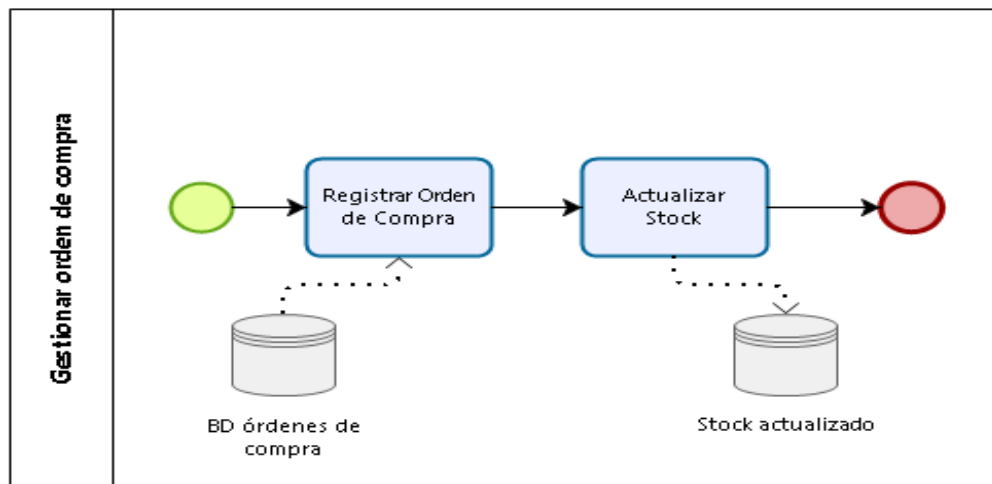 Gestionar orden de compra
Registrar Orden
de Compra
Actualizar
Stock
BD órdenes de
compra
Stock actualizado